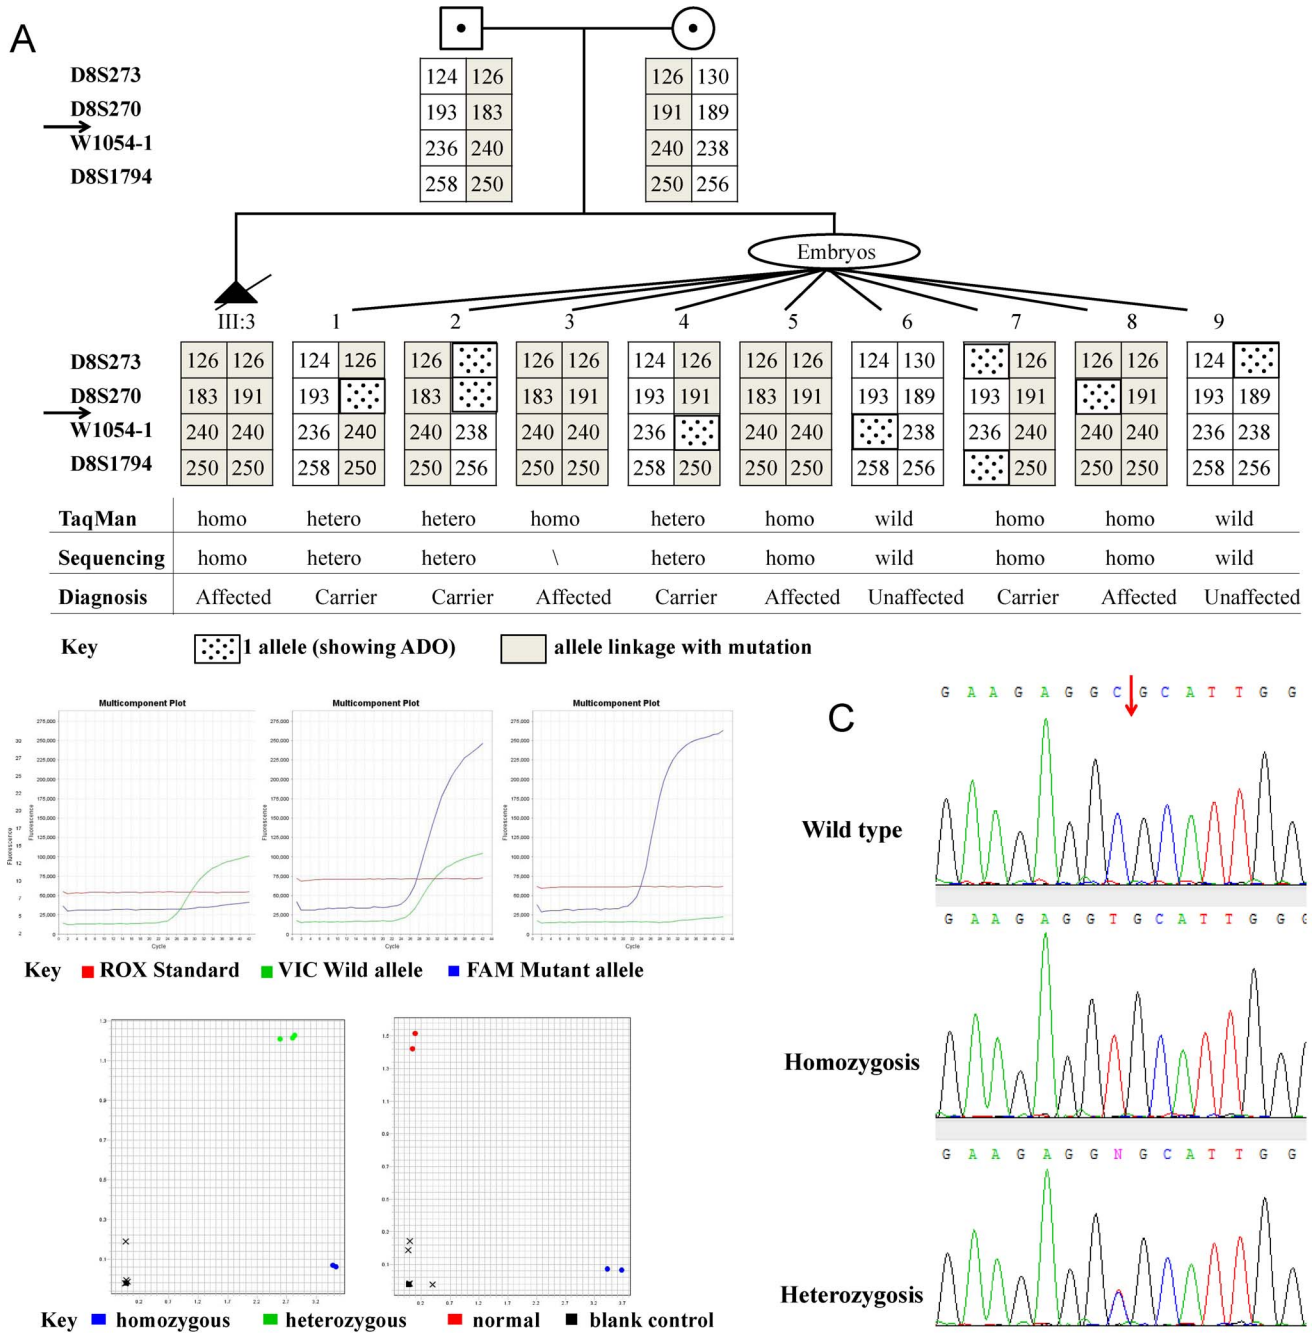 A
D8S273 124 126 126 130
D8S270 193 183 191 189
W1054-1 236 240 240 238
D8S1794 258 250 250 256
Embryos
III:3 1 2 3 4 5 6 7 8 9
D8S273 126 126 124 126 126 126 126 124 126 126 126 124 130 126 126 126 124
D8S270 183 191 193 183 183 191 193 191 183 191 193 189 193 191 191 193 189
W1054-1 240 240 236 240 240 238 240 240 236 240 240 238 236 240 240 240 236 238
D8S1794 250 250 258 250 250 256 250 250 258 250 250 250 258 256 250 250 250 258 256
TaqMan homo hetero hetero homo hetero homo wild homo homo wild
Sequencing homo hetero hetero \ hetero homo wild homo homo wild
Diagnosis Affected Carrier Carrier Affected Carrier Affected Unaffected Carrier Affected Unaffected
Key 1 allele (showing ADO) allele linkage with mutation
Multicomponent Plot Multicomponent Plot Multicomponent Plot
Fluorescence Fluorescence Fluorescence
Cycle Cycle Cycle
Key ROX Standard VIC Wild allele FAM Mutant allele
Key homozygous heterozygous normal blank control
C
G A A G A G G C G C A T T G G
Wild type
G A A G A G G T G C A T T G G
Homozygosis
G A A G A G G N G C A T T G G
Heterozygosis